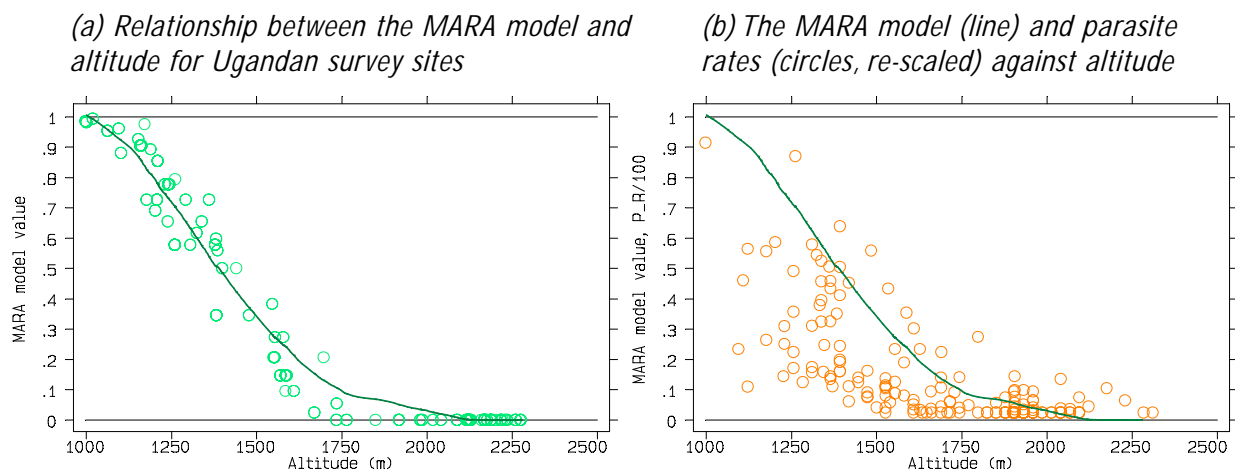 (a) Relationship between the MARA model and
altitude for Ugandan survey sites
(b) The MARA model (line) and parasite
rates (circles, re-scaled) against altitude
MARA model value
1
.9
.8
.7
.6
.5
.4
.3
.2
.1
0
1000 1250 1500 1750 2000 2250 2500
Altitude (m)
MARA model value, P_R/100
1
.9
.8
.7
.6
.5
.4
.3
.2
.1
0
1000 1250 1500 1750 2000 2250 2500
Altitude (m)